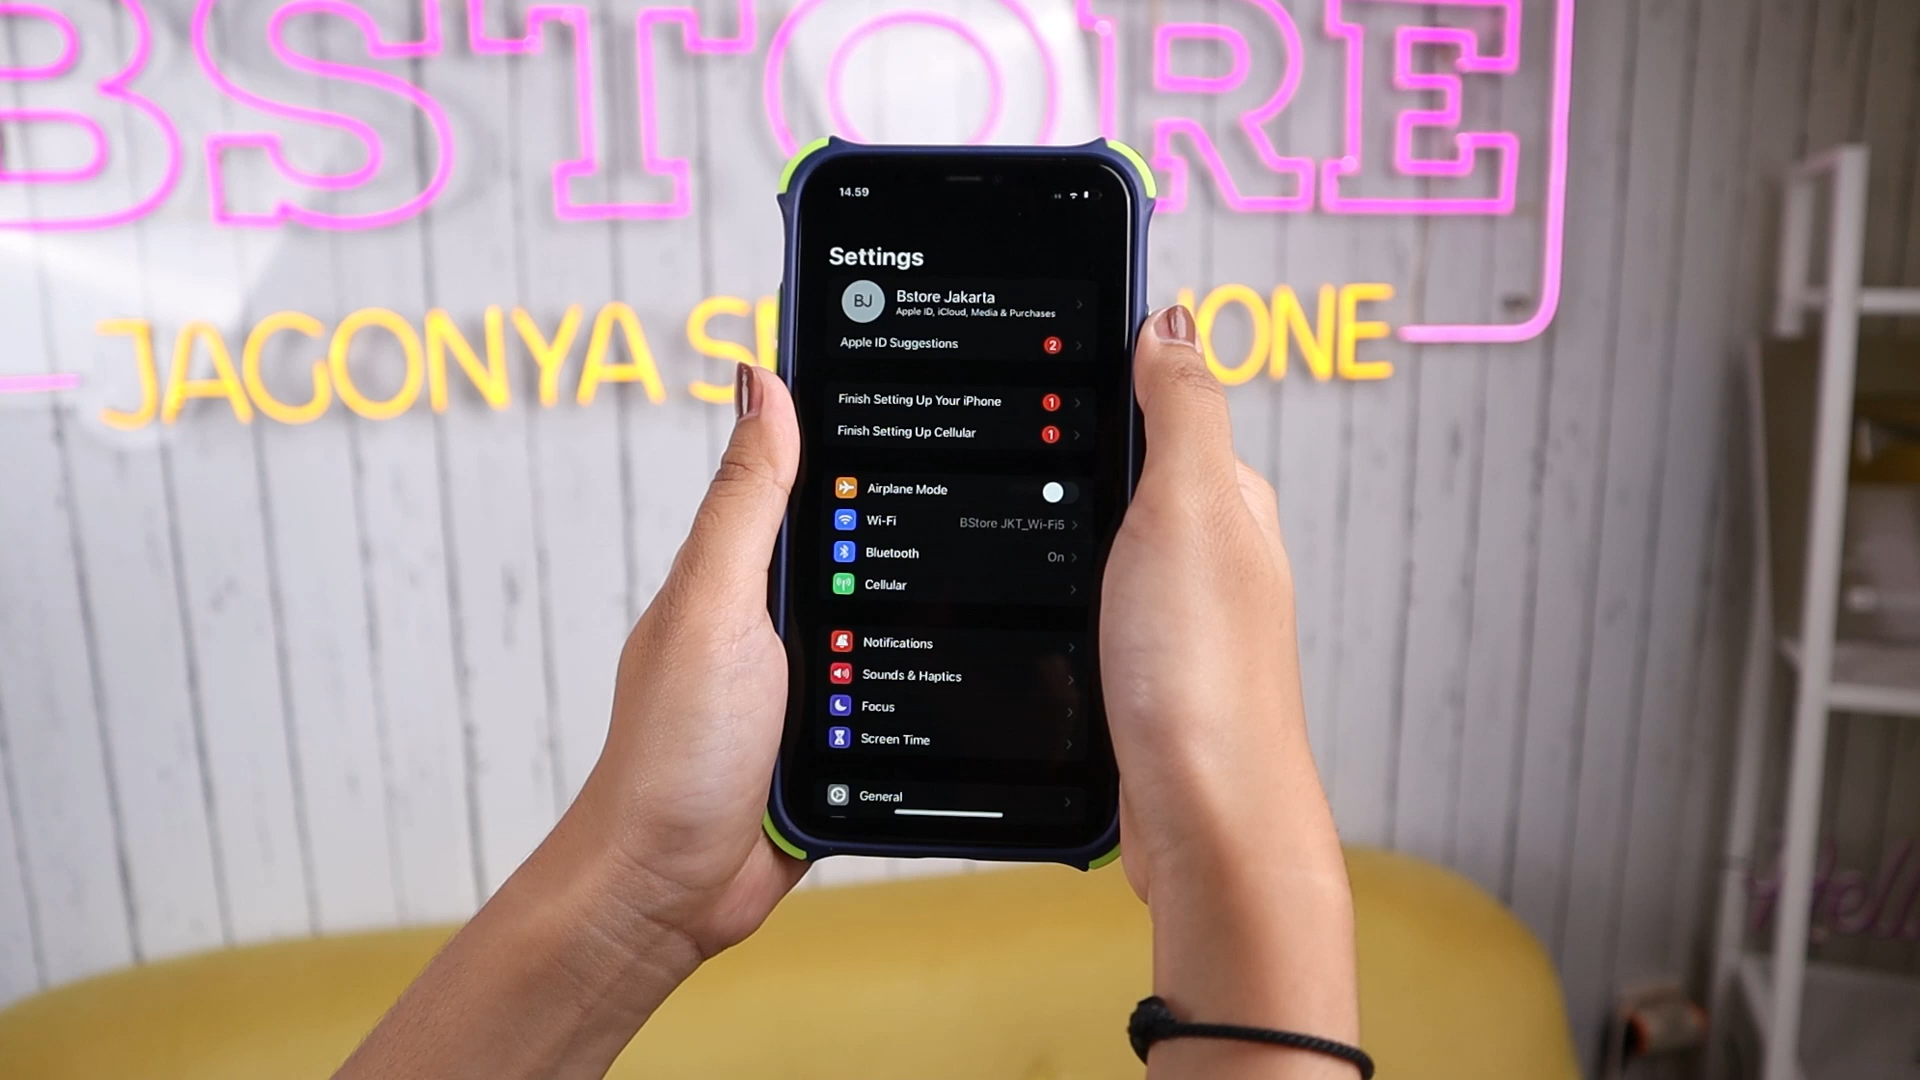 BSTORE
JAGONYA S
ONE
14.59
Settings
BJ
Bstore Jakarta
Apple ID, iCloud, Media & Purchases
Apple ID Suggestions 2
Finish Setting Up Your iPhone 1
Finish Setting Up Cellular 1
Airplane Mode
Wi-Fi BStore JKT_Wi-Fi5
Bluetooth On
Cellular
Notifications
Sounds & Haptics
Focus
Screen Time
General
Hello